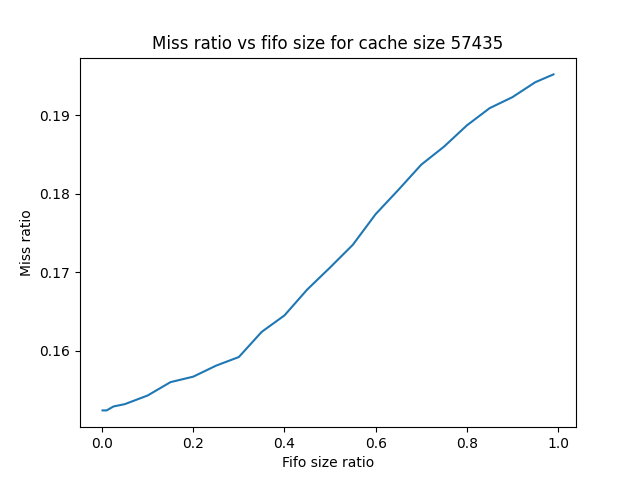 Miss ratio vs fifo size for cache size 57435
0.19
0.18
0.17
0.16
Miss ratio
0.0 0.2 0.4 0.6 0.8 1.0
Fifo size ratio